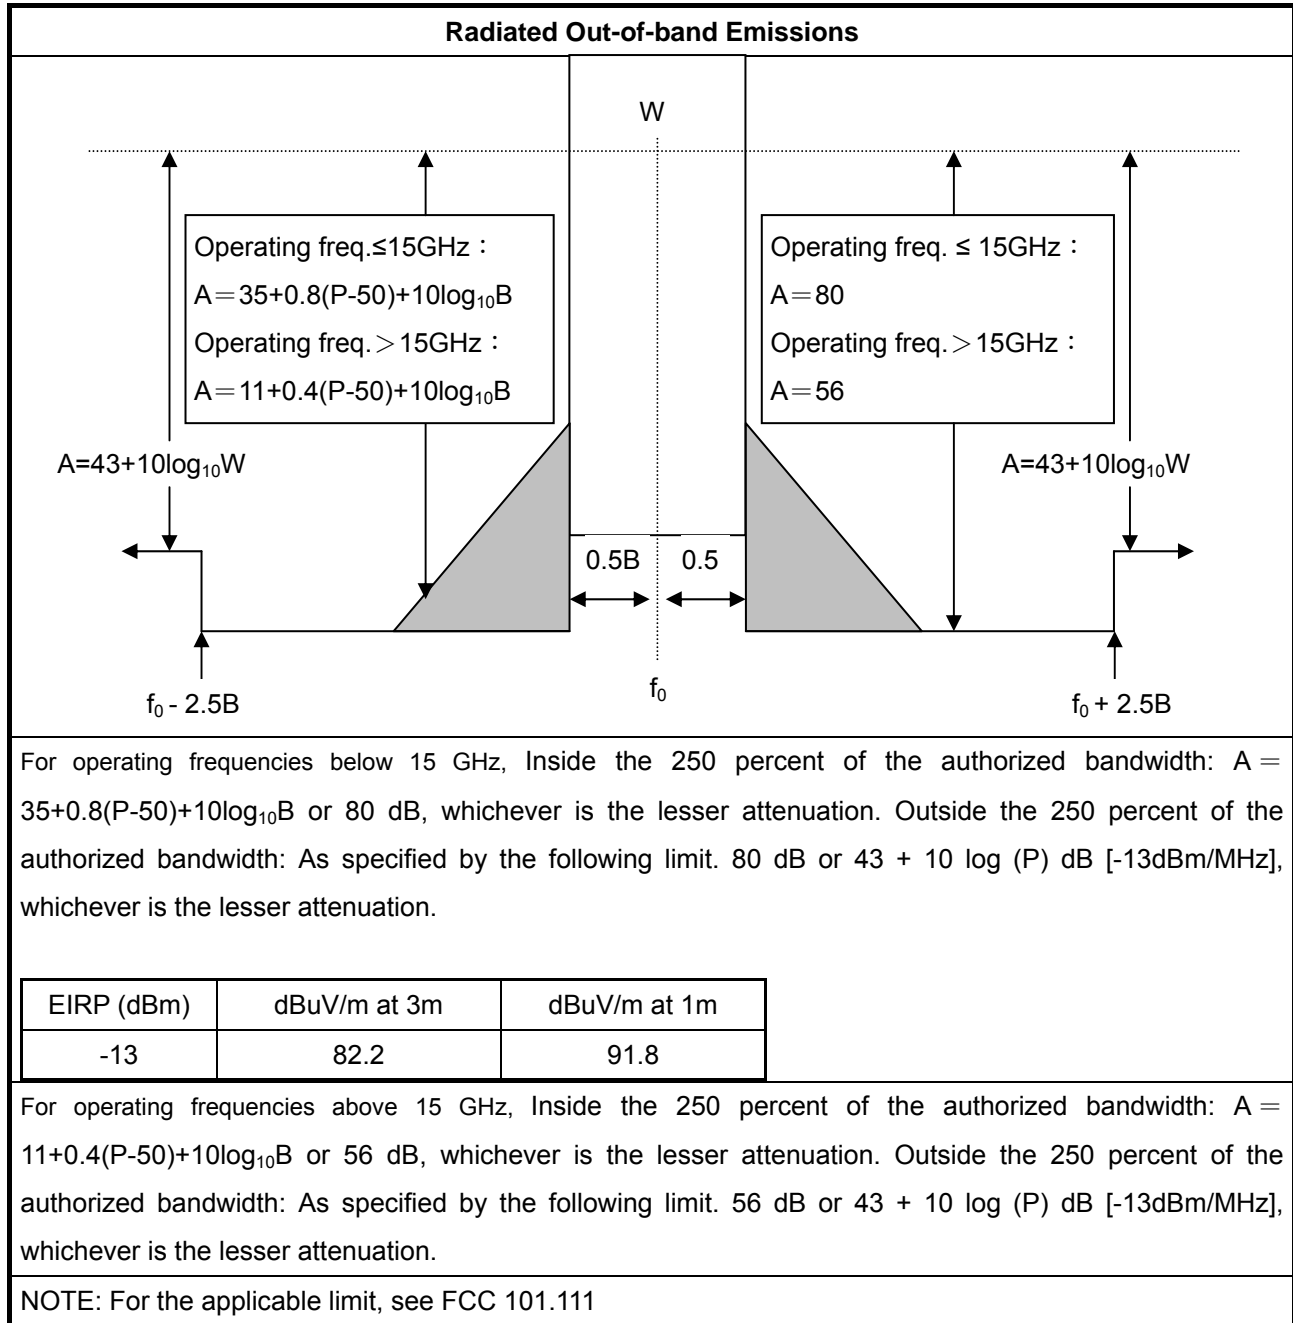 Radiated Out-of-band Emissions
W
Operating freq.≤15GHz：
A＝35+0.8(P-50)+10log₁₀B
Operating freq.＞15GHz：
A＝11+0.4(P-50)+10log₁₀B
Operating freq. ≤ 15GHz：
A＝80
Operating freq.＞15GHz：
A＝56
A=43+10log₁₀W
A=43+10log₁₀W
0.5B
0.5
f₀ - 2.5B
f₀
f₀ + 2.5B
For operating frequencies below 15 GHz, Inside the 250 percent of the authorized bandwidth: A＝
35+0.8(P-50)+10log₁₀B or 80 dB, whichever is the lesser attenuation. Outside the 250 percent of the
authorized bandwidth: As specified by the following limit. 80 dB or 43 + 10 log (P) dB [-13dBm/MHz],
whichever is the lesser attenuation.
EIRP (dBm) dBuV/m at 3m dBuV/m at 1m
-13 82.2 91.8
For operating frequencies above 15 GHz, Inside the 250 percent of the authorized bandwidth: A＝
11+0.4(P-50)+10log₁₀B or 56 dB, whichever is the lesser attenuation. Outside the 250 percent of the
authorized bandwidth: As specified by the following limit. 56 dB or 43 + 10 log (P) dB [-13dBm/MHz],
whichever is the lesser attenuation.
NOTE: For the applicable limit, see FCC 101.111